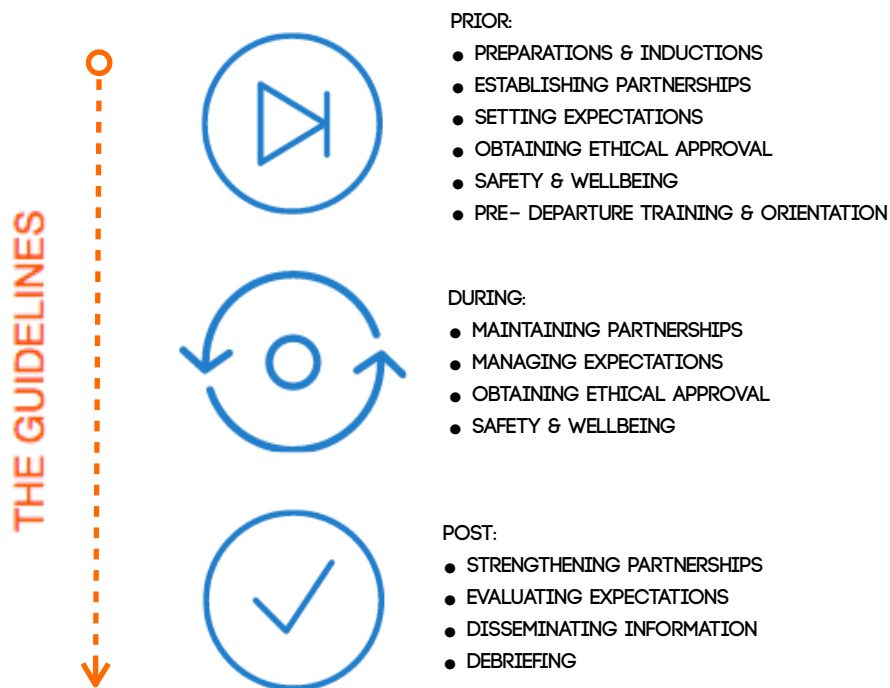 THE GUIDELINES
PRIOR:
● PREPARATIONS & INDUCTIONS
● ESTABLISHING PARTNERSHIPS
● SETTING EXPECTATIONS
● OBTAINING ETHICAL APPROVAL
● SAFETY & WELLBEING
● PRE- DEPARTURE TRAINING & ORIENTATION
DURING:
● MAINTAINING PARTNERSHIPS
● MANAGING EXPECTATIONS
● OBTAINING ETHICAL APPROVAL
● SAFETY & WELLBEING
POST:
● STRENGTHENING PARTNERSHIPS
● EVALUATING EXPECTATIONS
● DISSEMINATING INFORMATION
● DEBRIEFING